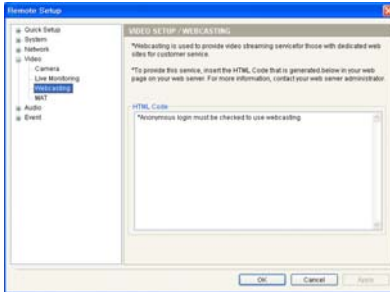 Remote Setup
Quick Setup
System
Network
Video
Camera
Live Monitoring
Webcasting
MAT
Audio
Event
VIDEO SETUP / WEBCASTING
*Webcasting is used to provide video streaming servicefor those with dedicated web
sites for customer service.
*To provide this service, insert the HTML Code that is generated below in your web
page on your web server. For more information, contact your web server administrator.
HTML Code
*Anonymous login must be checked to use webcasting.
OK
Cancel
Apply